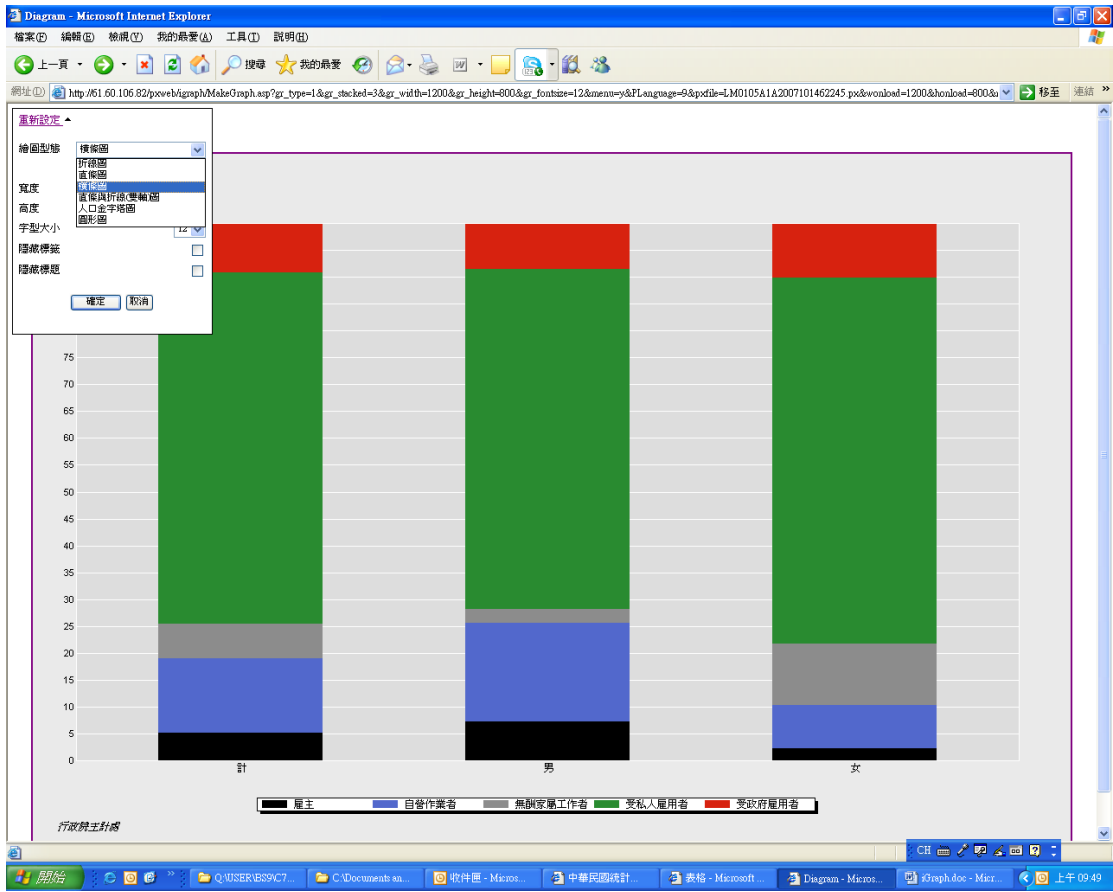 Diagram - Microsoft Internet Explorer
檔案(F) 編輯(E) 檢視(V) 我的最愛(A) 工具(T) 說明(H)
上一頁 搜尋 我的最愛
網址(D) http://61.60.106.82/pxweb/igraph/MakeGraph.asp?gr_type=1&gr_stacked=3&gr_width=1200&gr_height=800&gr_fontsize=12&menu=y&PLanguage=9&pxfile=LM0105A1A2007101462245.px&wonload=1200&honload=800& 移至 連結 »
重新設定
繪圖型態 橫條圖
折線圖
直條圖
橫條圖
直條與折線(雙軸)圖
人口金字塔圖
圓形圖
寬度
高度
字型大小 12
隱藏標籤
隱藏標題
確定 取消
75
70
65
60
55
50
45
40
35
30
25
20
15
10
5
0
計 男 女
雇主 自營作業者 無酬家屬工作者 受私人雇用者 受政府雇用者
行政院主計處
CH
開始 » Q:\USER\BS9\C7... C:\Documents an... 收件匣 - Micros... 中華民國統計... 表格 - Microsoft ... Diagram - Micros... iGraph.doc - Micr... 上午 09:49